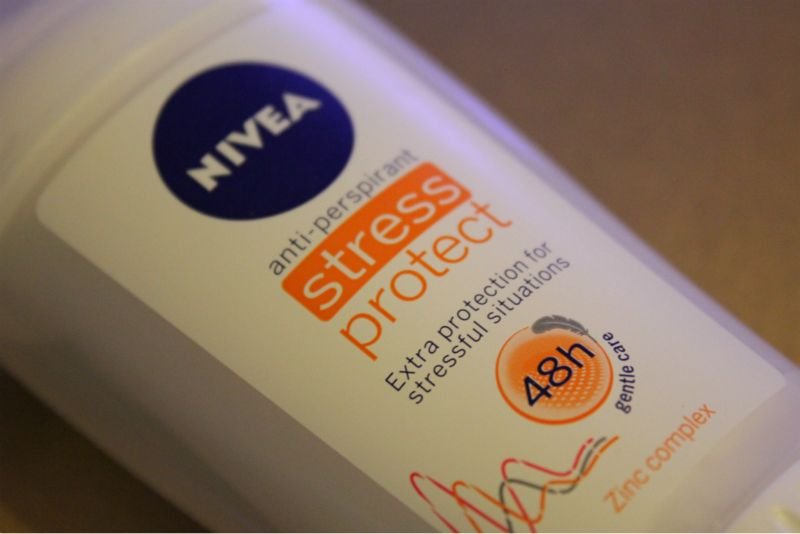 NIVEA
anti-perspirant
stress
protect
Extra protection for
stressful situations
48h
gentle care
Zinc complex